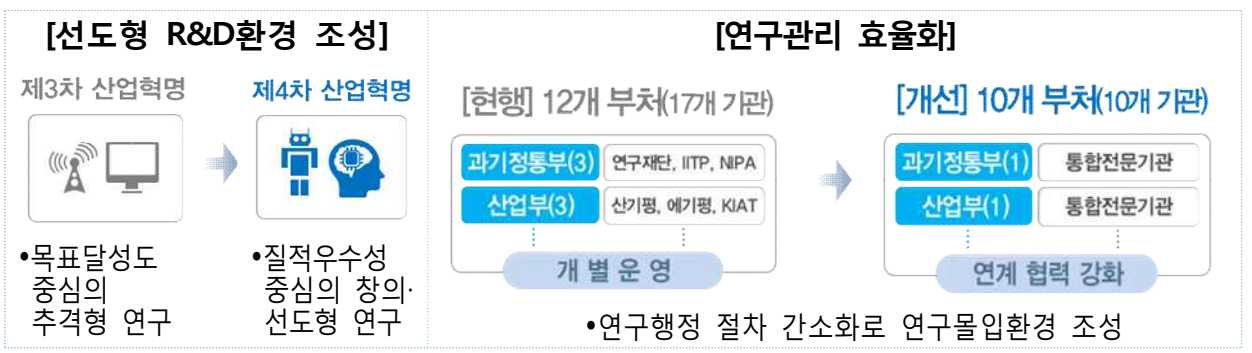 [선도형 R&D환경 조성]
제3차 산업혁명
제4차 산업혁명
•목표달성도
중심의
추격형 연구
•질적우수성
중심의 창의·
선도형 연구
[연구관리 효율화]
[현행] 12개 부처(17개 기관)
과기정통부(3) 연구재단, IITP, NIPA
산업부(3) 산기평, 에기평, KIAT
개 별 운 영
[개선] 10개 부처(10개 기관)
과기정통부(1) 통합전문기관
산업부(1) 통합전문기관
연계 협력 강화
•연구행정 절차 간소화로 연구몰입환경 조성